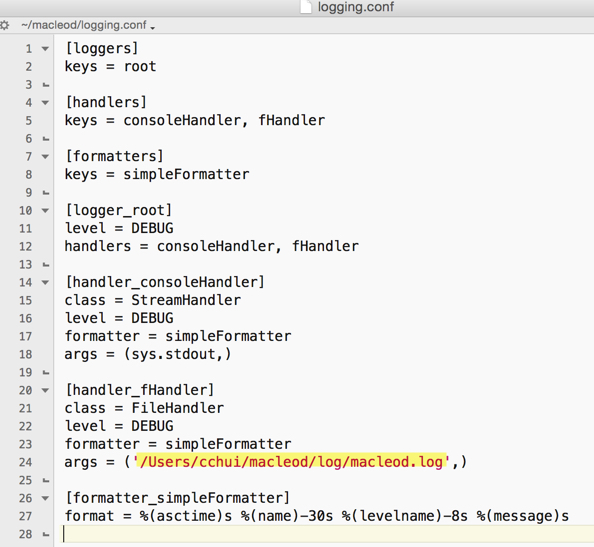 logging.conf
~/macleod/logging.conf
1 [loggers]
2 keys = root
3
4 [handlers]
5 keys = consoleHandler, fHandler
6
7 [formatters]
8 keys = simpleFormatter
9
10 [logger_root]
11 level = DEBUG
12 handlers = consoleHandler, fHandler
13
14 [handler_consoleHandler]
15 class = StreamHandler
16 level = DEBUG
17 formatter = simpleFormatter
18 args = (sys.stdout,)
19
20 [handler_fHandler]
21 class = FileHandler
22 level = DEBUG
23 formatter = simpleFormatter
24 args = ('/Users/cchui/macleod/log/macleod.log',)
25
26 [formatter_simpleFormatter]
27 format = %(asctime)s %(name)-30s %(levelname)-8s %(message)s
28